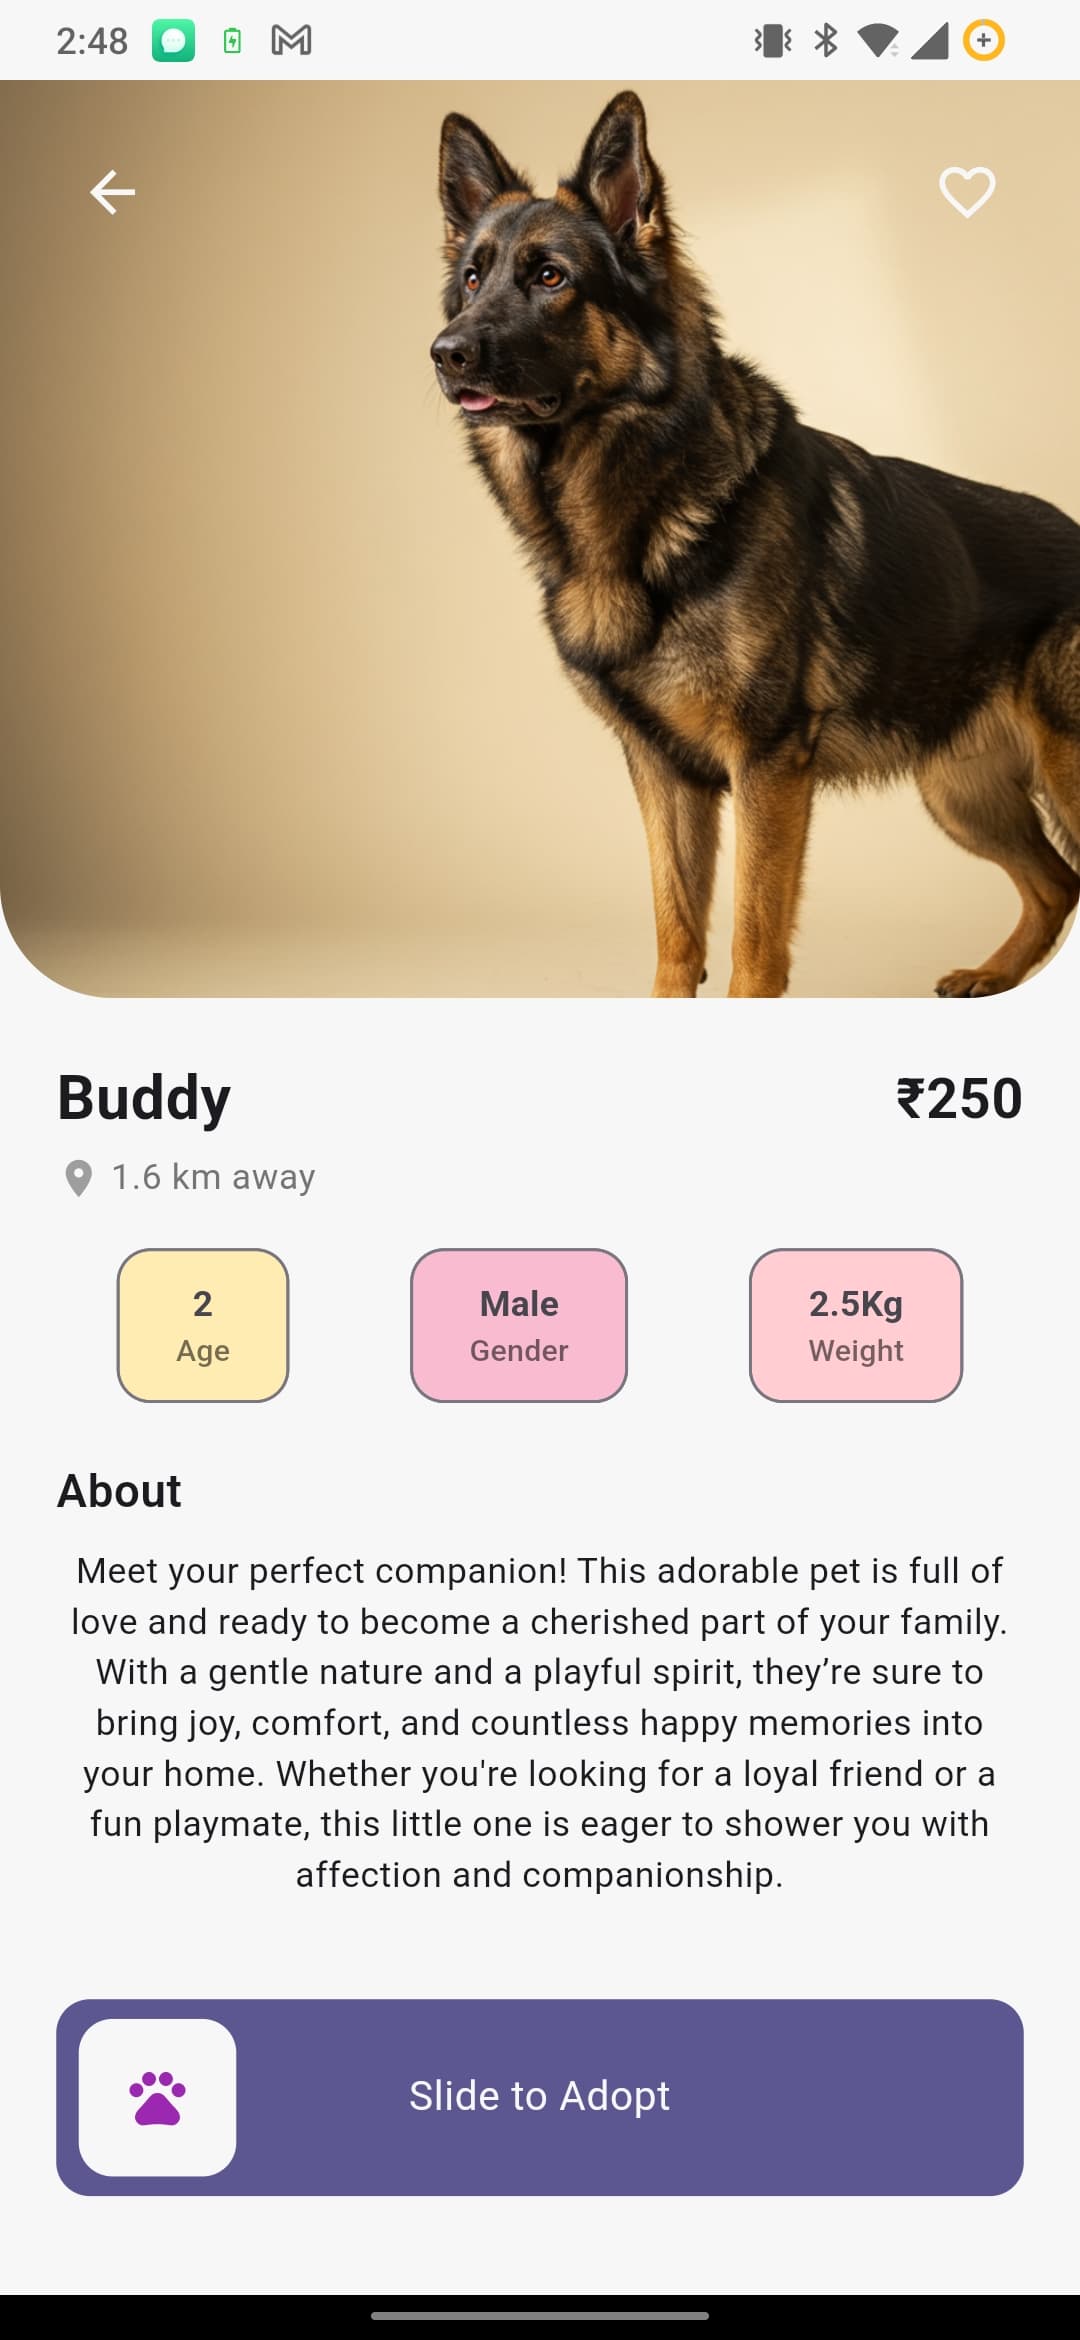 2:48
Buddy
₹250
1.6 km away
2
Age
Male
Gender
2.5Kg
Weight
About
Meet your perfect companion! This adorable pet is full of
love and ready to become a cherished part of your family.
With a gentle nature and a playful spirit, they’re sure to
bring joy, comfort, and countless happy memories into
your home. Whether you're looking for a loyal friend or a
fun playmate, this little one is eager to shower you with
affection and companionship.
Slide to Adopt